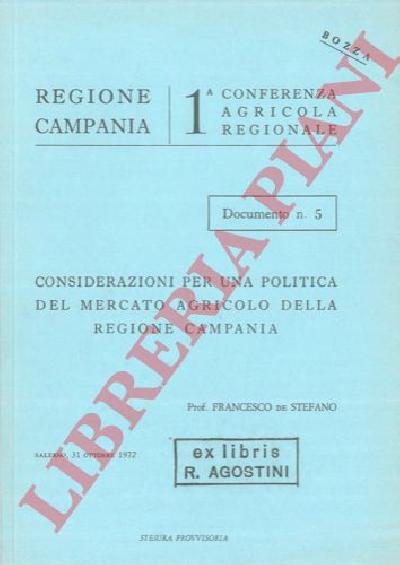 BOZZA
REGIONE
CAMPANIA
1ª CONFERENZA
AGRICOLA
REGIONALE
Documento n. 5
CONSIDERAZIONI PER UNA POLITICA
DEL MERCATO AGRICOLO DELLA
REGIONE CAMPANIA
Prof. FRANCESCO DE STEFANO
SALERNO, 31 OTTOBRE 1972
ex libris
R. AGOSTINI
STESURA PROVVISORIA
LIBRERIA PIANI